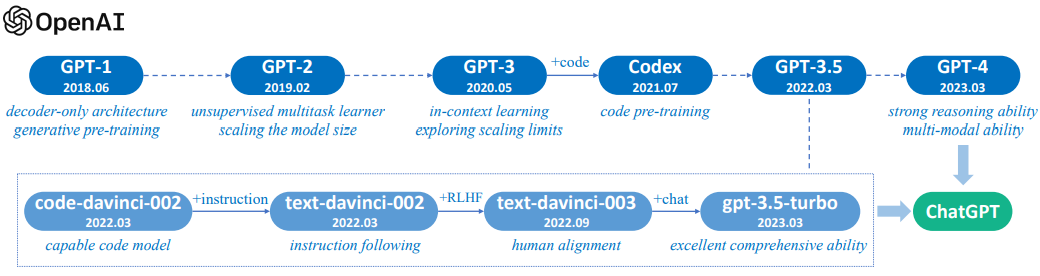 OpenAI
GPT-1
2018.06
decoder-only architecture
generative pre-training
GPT-2
2019.02
unsupervised multitask learner
scaling the model size
GPT-3
2020.05
in-context learning
exploring scaling limits
+code
Codex
2021.07
code pre-training
GPT-3.5
2022.03
GPT-4
2023.03
strong reasoning ability
multi-modal ability
code-davinci-002
2022.03
capable code model
+instruction
text-davinci-002
2022.03
instruction following
+RLHF
text-davinci-003
2022.09
human alignment
+chat
gpt-3.5-turbo
2023.03
excellent comprehensive ability
ChatGPT